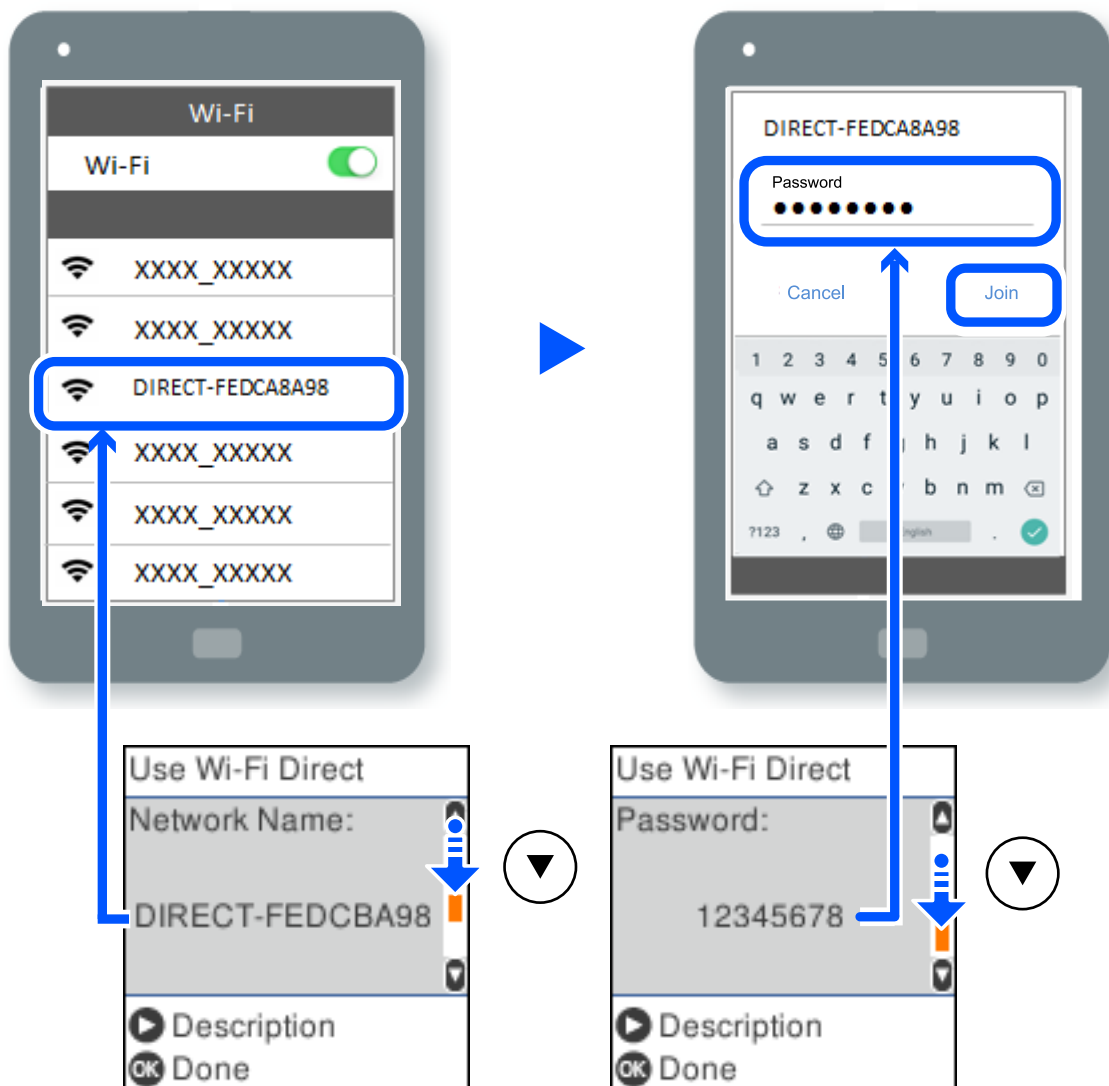 Wi-Fi
Wi-Fi
XXXX_XXXXX
XXXX_XXXXX
DIRECT-FEDCA8A98
XXXX_XXXXX
XXXX_XXXXX
XXXX_XXXXX
DIRECT-FEDCA8A98
Password
●●●●●●●●
Cancel
Join
1 2 3 4 5 6 7 8 9 0
q w e r t y u i o p
a s d f h j k l
z x c b n m
?123 , .
Use Wi-Fi Direct
Network Name:
DIRECT-FEDCBA98
Description
OK Done
Use Wi-Fi Direct
Password:
12345678
Description
OK Done